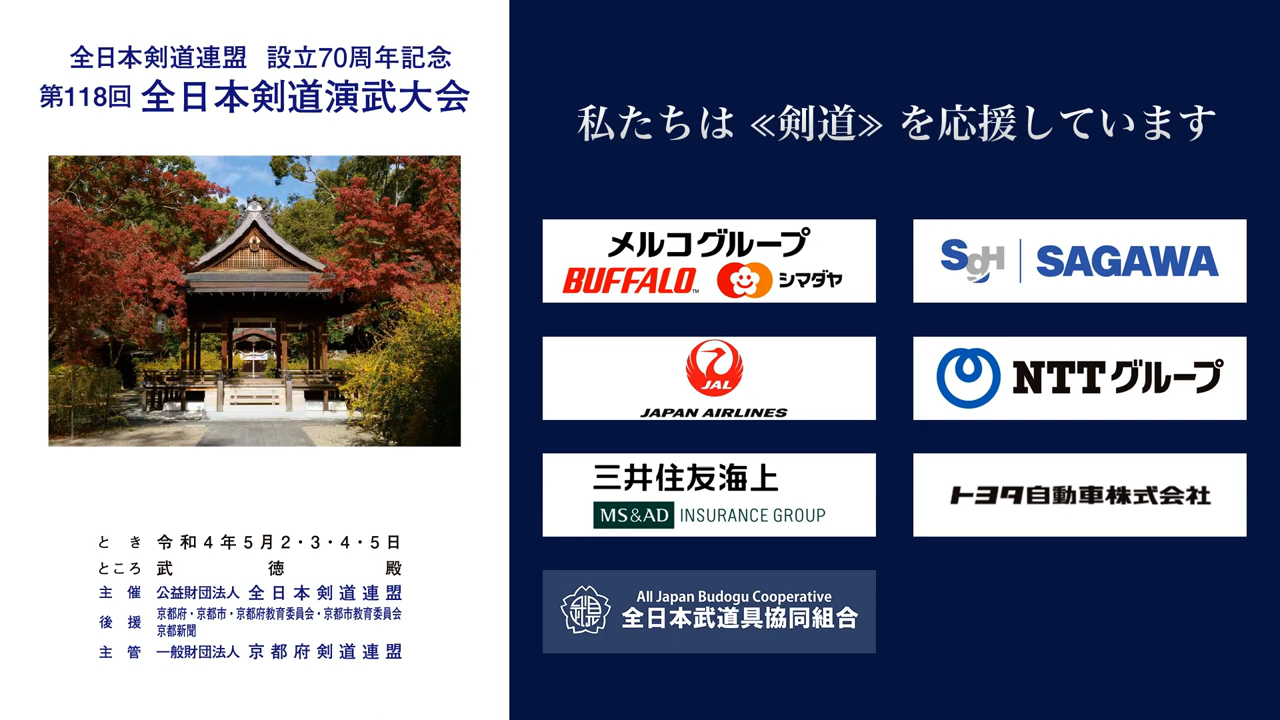 全日本剣道連盟 設立70周年記念
第118回 全日本剣道演武大会
とき 令和4年5月2・3・4・5日
ところ 武徳殿
主催 公益財団法人 全日本剣道連盟
後援 京都府・京都市・京都府教育委員会・京都市教育委員会
京都新聞
主管 一般財団法人 京都府剣道連盟
私たちは ≪剣道≫ を応援しています
メルコグループ
BUFFALO™ シマダヤ
SGH SAGAWA
JAL
JAPAN AIRLINES
NTTグループ
三井住友海上
MS&AD INSURANCE GROUP
トヨタ自動車株式会社
All Japan Budogu Cooperative
全日本武道具協同組合